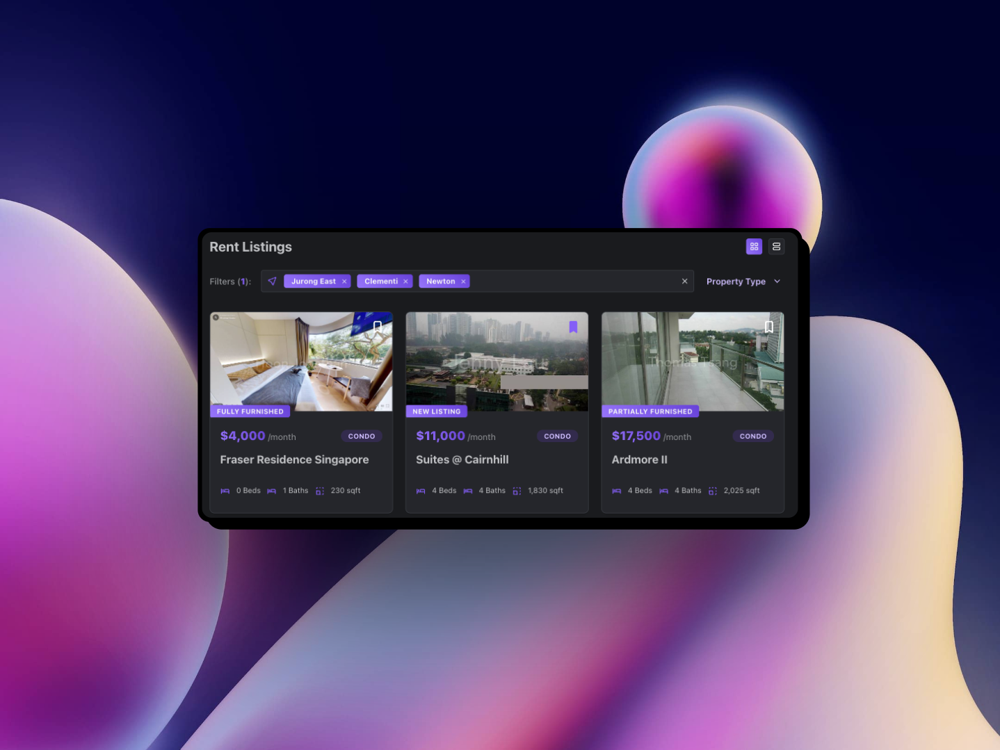 Rent Listings
Filters (1):
Jurong East
Clementi
Newton
Property Type
Jenny
Thomas Tsang
FULLY FURNISHED
NEW LISTING
PARTIALLY FURNISHED
$4,000 /month
CONDO
$11,000 /month
CONDO
$17,500 /month
CONDO
Fraser Residence Singapore
Suites @ Cairnhill
Ardmore II
0 Beds
1 Baths
230 sqft
4 Beds
4 Baths
1,830 sqft
4 Beds
4 Baths
2,025 sqft